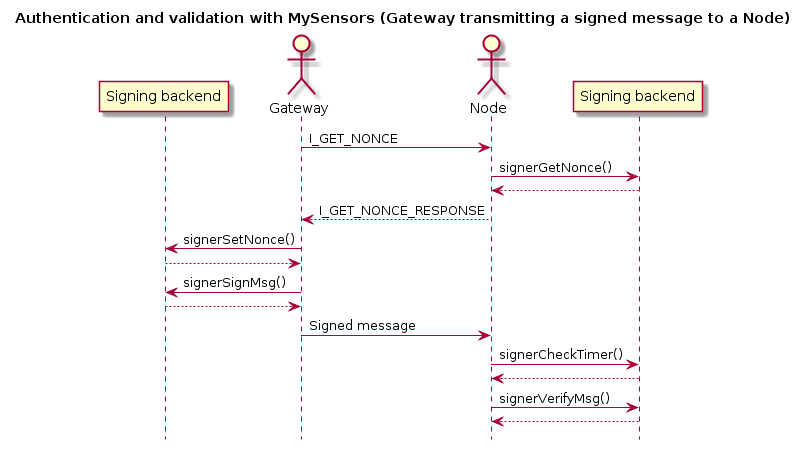 Authentication and validation with MySensors (Gateway transmitting a signed message to a Node)
Signing backend
Gateway
Node
Signing backend
I_GET_NONCE
signerGetNonce()
I_GET_NONCE_RESPONSE
signerSetNonce()
signerSignMsg()
Signed message
signerCheckTimer()
signerVerifyMsg()